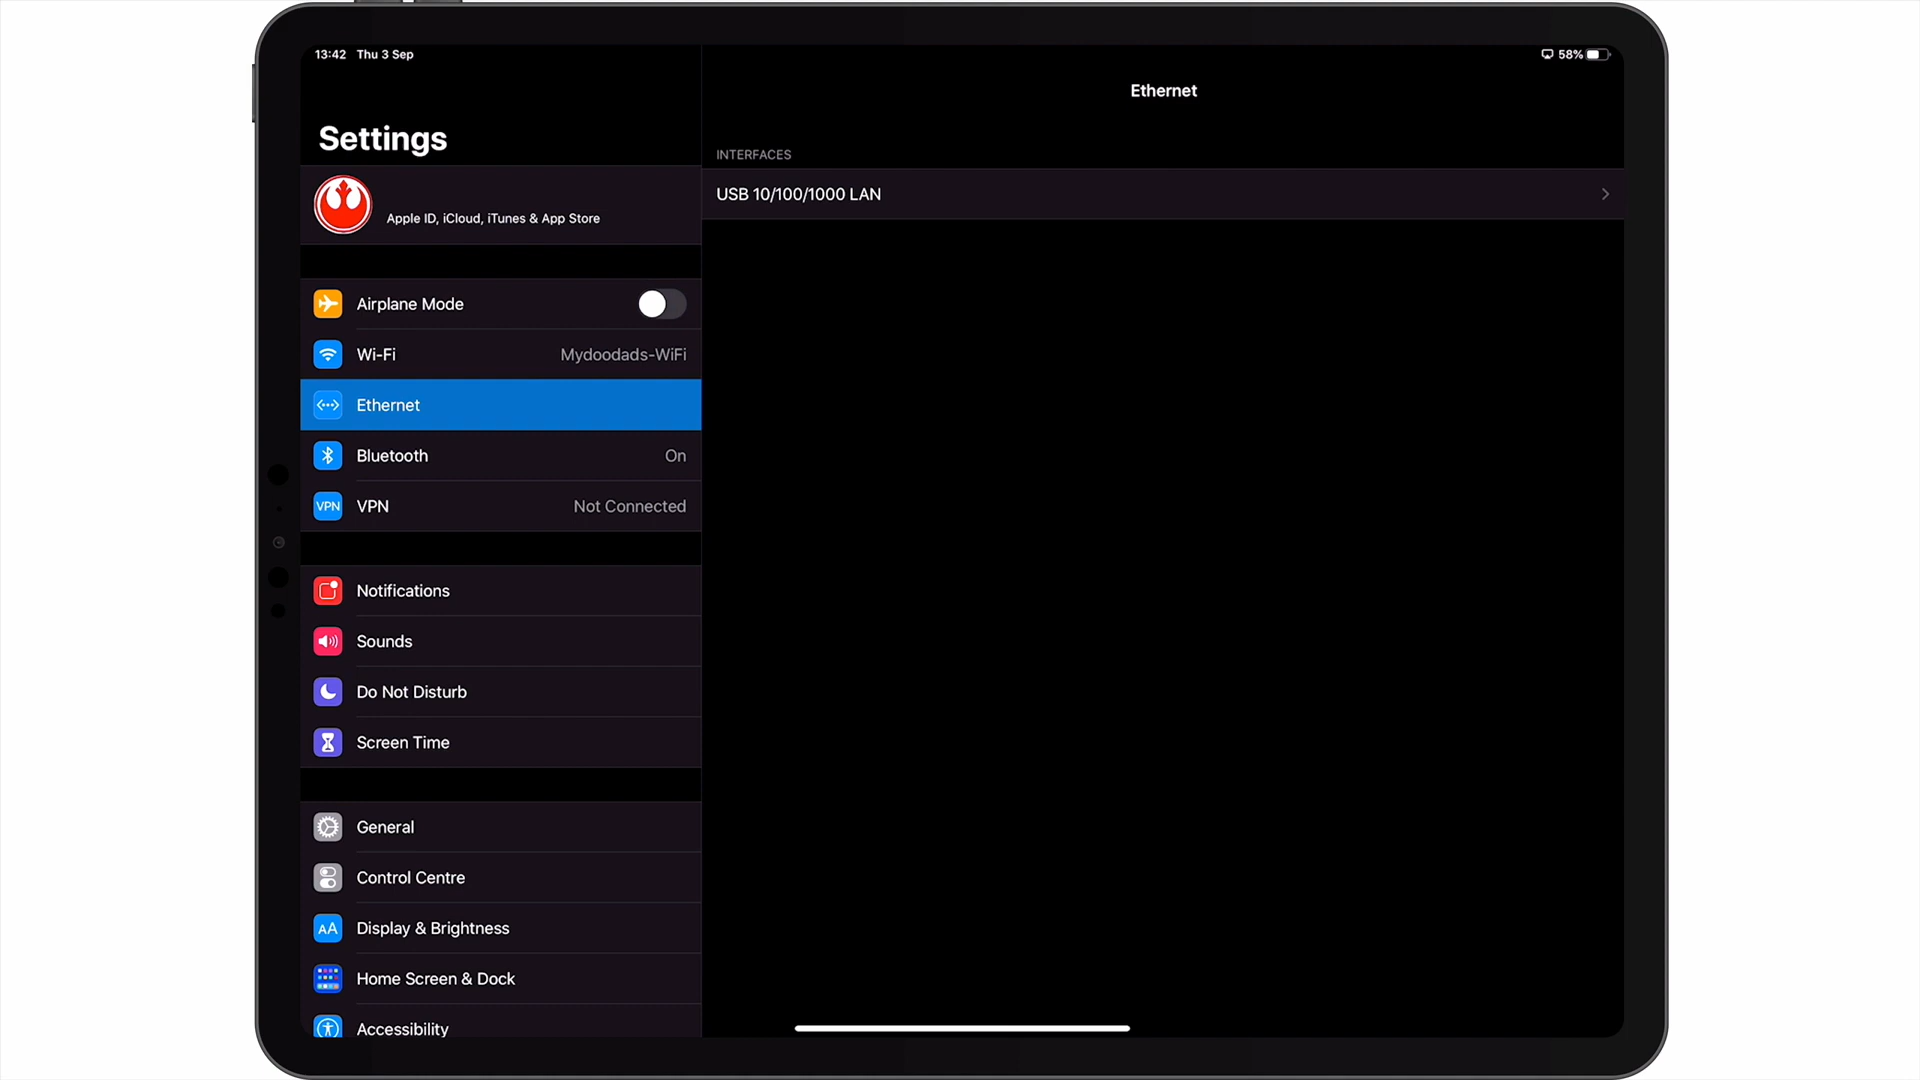 13:42 Thu 3 Sep
58%
Settings
Apple ID, iCloud, iTunes & App Store
Airplane Mode
Wi-Fi Mydoodads-WiFi
Ethernet
Bluetooth On
VPN VPN Not Connected
Notifications
Sounds
Do Not Disturb
Screen Time
General
Control Centre
AA Display & Brightness
Home Screen & Dock
Accessibility
Ethernet
INTERFACES
USB 10/100/1000 LAN